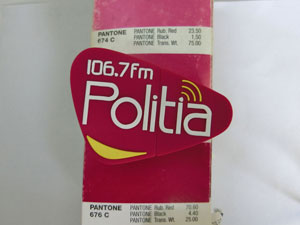 PANTONE
674 C
PANTONE Rub. Red 23.50
PANTONE Black 1.50
PANTONE Trans. Wt. 75.00
106.7fm
Politia
PANTONE
676 C
PANTONE Rub. Red 70.60
PANTONE Black 4.40
PANTONE Trans. Wt. 25.00